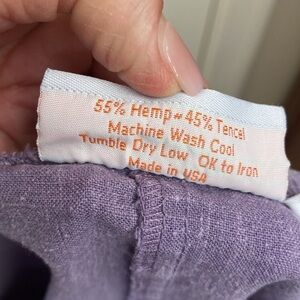 55% Hemp ~ 45% Tencel
Machine Wash Cool
Tumble Dry Low OK to Iron
Made in USA